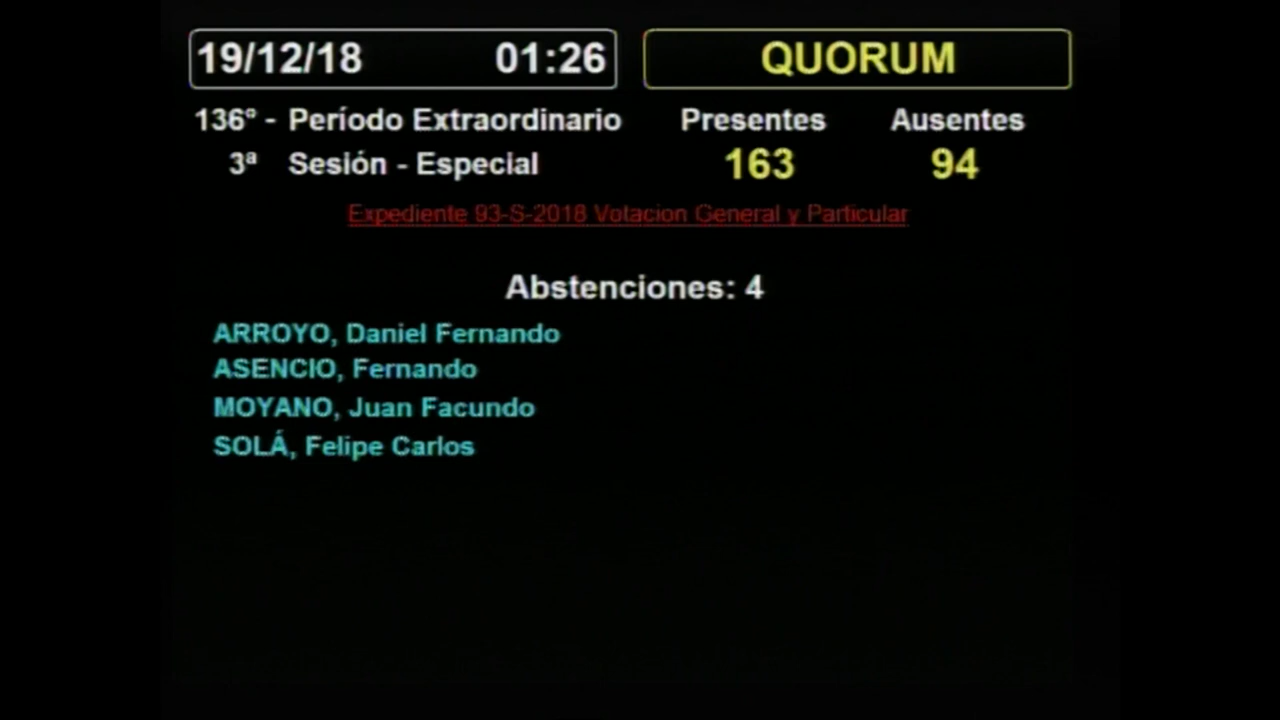 19/12/18 01:26 QUORUM
136º - Período Extraordinario Presentes Ausentes
3ª Sesión - Especial 163 94
Expediente 93-S-2018 Votacion General y Particular
Abstenciones: 4
ARROYO, Daniel Fernando
ASENCIO, Fernando
MOYANO, Juan Facundo
SOLÁ, Felipe Carlos